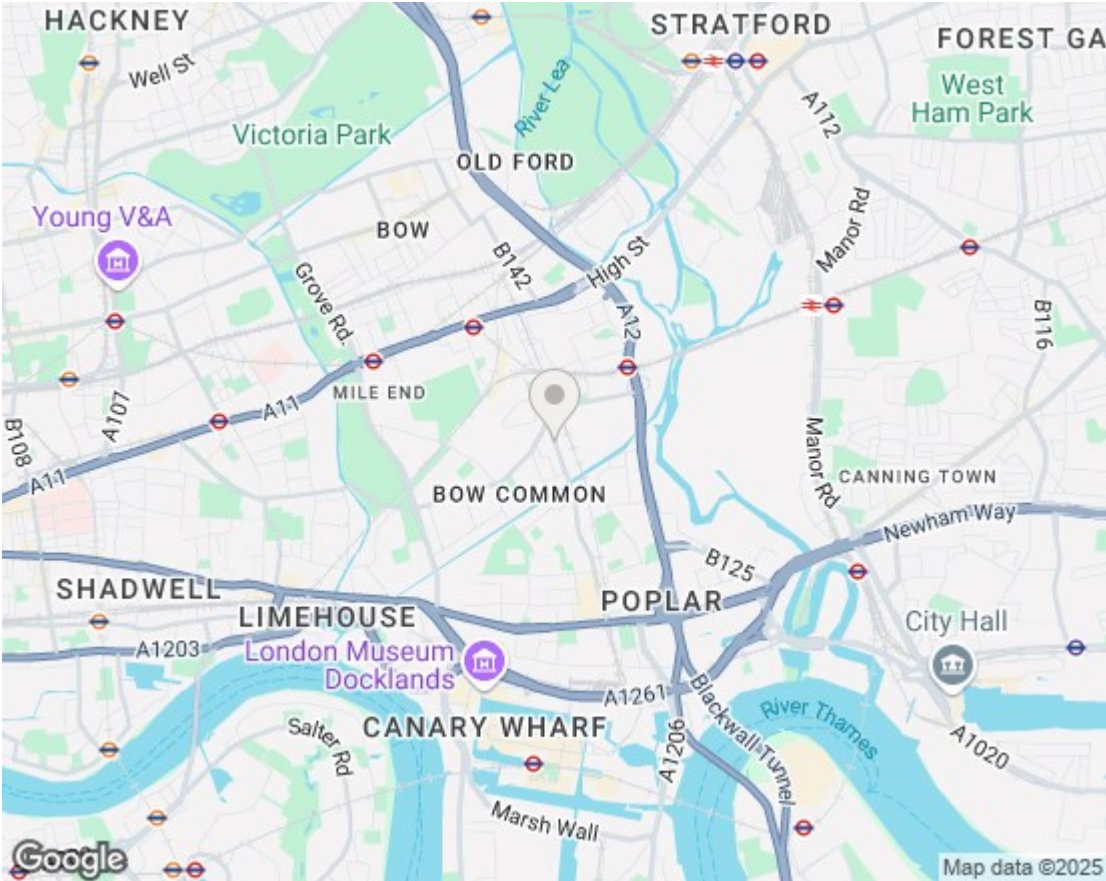 HACKNEY
STRATFORD
FOREST GA
Well St
River Lea
West
Ham Park
A112
Victoria Park
OLD FORD
Young V&A
BOW
Manor Rd
B142
High St
Grove Rd.
A12
B116
MILE END
A107
A11
B108
A11
Manor Rd
CANNING TOWN
BOW COMMON
Newham Way
B125
SHADWELL
POPLAR
LIMEHOUSE
City Hall
A1203
London Museum
Docklands
A1261
Blackwall Tunnel
River Thames
Salter Rd
CANARY WHARF
A1206
A1020
Marsh Wall
Google
Map data ©2025